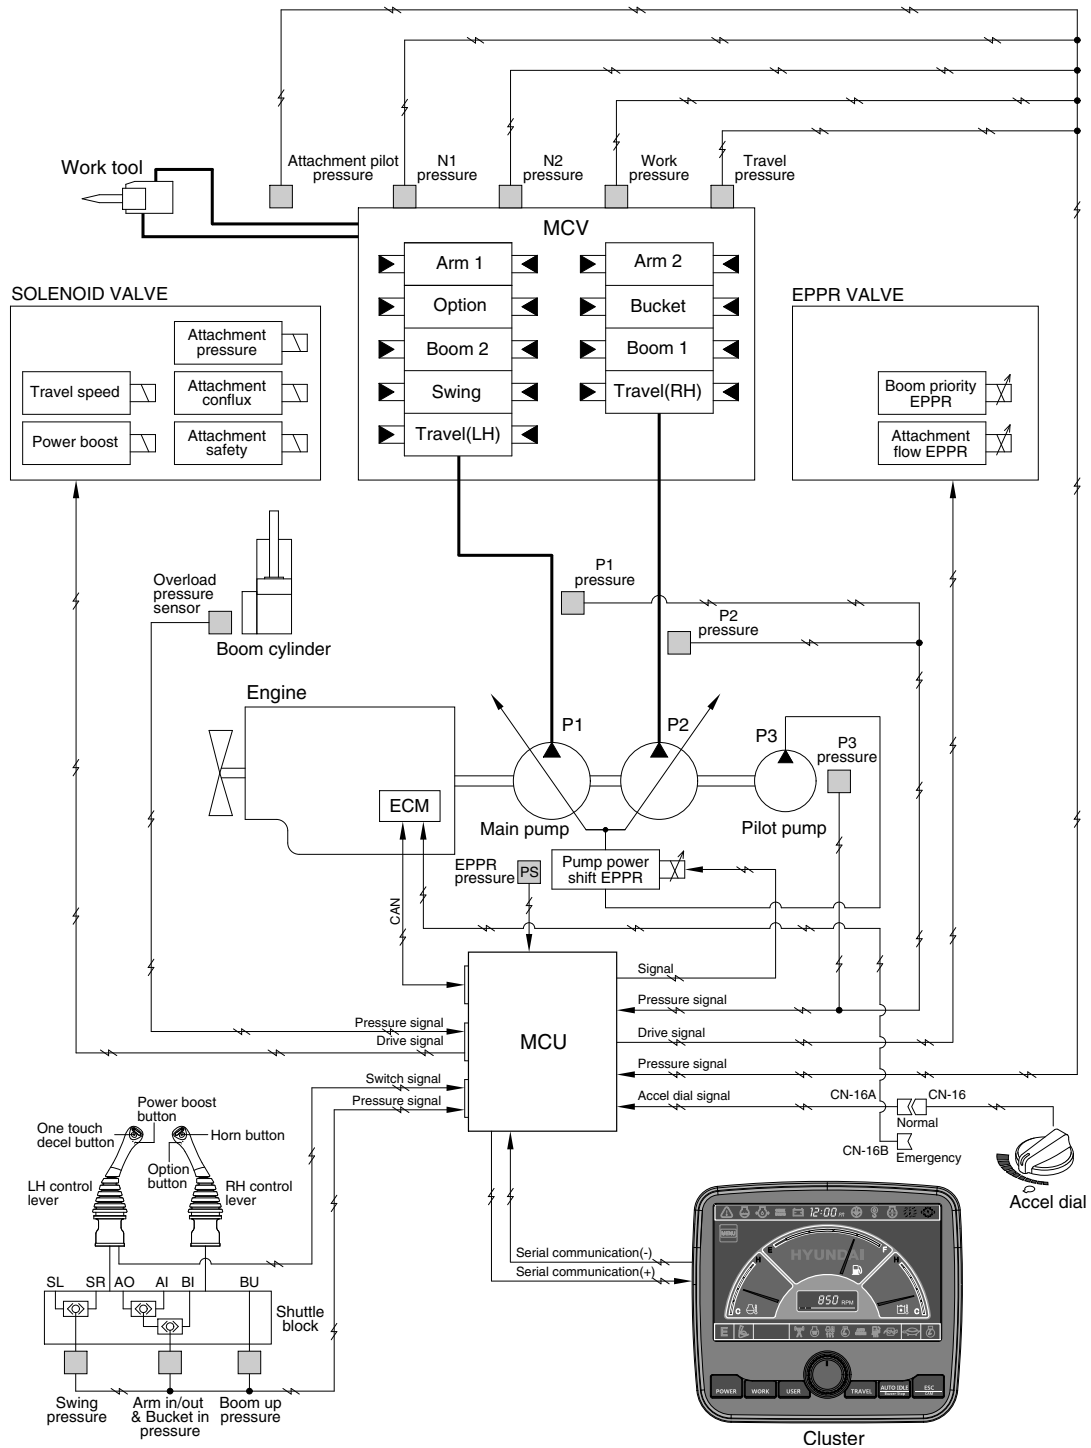 Attachment pilot
pressure
N1
pressure
N2
pressure
Work
pressure
Travel
pressure
Work tool
MCV
Arm 1
Option
Boom 2
Swing
Travel(LH)
Arm 2
Bucket
Boom 1
Travel(RH)
SOLENOID VALVE
Attachment
pressure
Travel speed
Attachment
conflux
Power boost
Attachment
safety
EPPR VALVE
Boom priority
EPPR
Attachment
flow EPPR
Overload
pressure
sensor
Boom cylinder
P1
pressure
P2
pressure
Engine
ECM
P1
P2
P3
P3
pressure
Main pump
Pilot pump
EPPR
pressure
PS
Pump power
shift EPPR
CAN
MCU
Signal
Pressure signal
Drive signal
Pressure signal
Accel dial signal
Pressure signal
Drive signal
Switch signal
Pressure signal
CN-16A
CN-16
Normal
CN-16B
Emergency
Accel dial
Power boost
button
One touch
decel button
Horn button
Option
button
LH control
lever
RH control
lever
SL
SR
AO
AI
BI
BU
Shuttle
block
Swing
pressure
Arm in/out
& Bucket in
pressure
Boom up
pressure
Serial communication(-)
Serial communication(+)
12:00
MENU
HYUNDAI
E
F
H
C
H
C
850 RPM
E
POWER
WORK
USER
TRAVEL
AUTO IDLE
ESC
Cluster